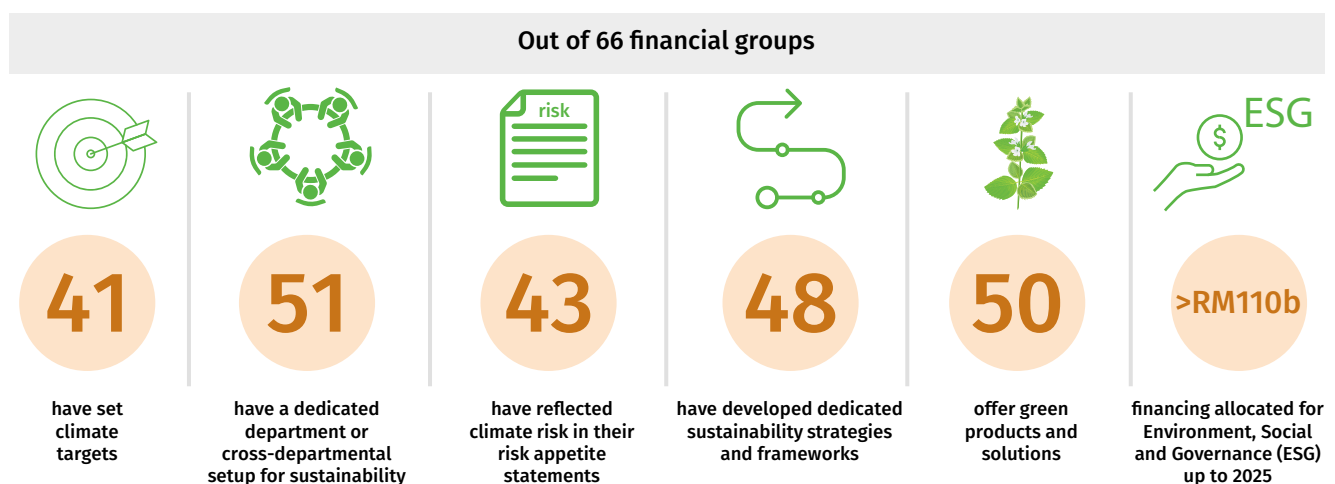 Out of 66 financial groups
risk
ESG
$
41
51
43
48
50
>RM110b
have set
climate
targets
have a dedicated
department or
cross-departmental
setup for sustainability
have reflected
climate risk in their
risk appetite
statements
have developed dedicated
sustainability strategies
and frameworks
offer green
products and
solutions
financing allocated for
Environment, Social
and Governance (ESG)
up to 2025